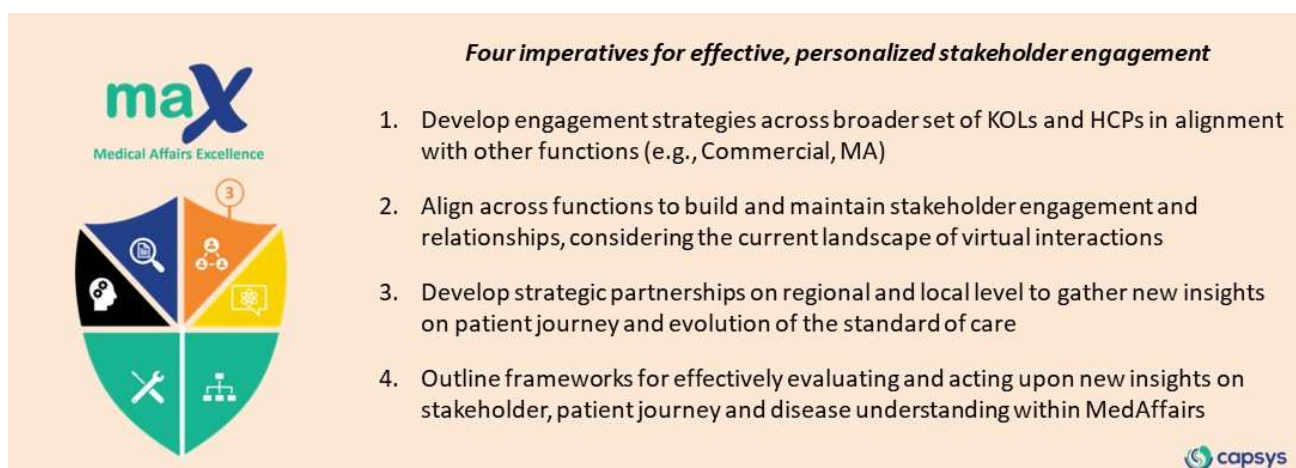 Four imperatives for effective, personalized stakeholder engagement
maX
Medical Affairs Excellence
3
1. Develop engagement strategies across broader set of KOLs and HCPs in alignment
with other functions (e.g., Commercial, MA)
2. Align across functions to build and maintain stakeholder engagement and
relationships, considering the current landscape of virtual interactions
3. Develop strategic partnerships on regional and local level to gather new insights
on patient journey and evolution of the standard of care
4. Outline frameworks for effectively evaluating and acting upon new insights on
stakeholder, patient journey and disease understanding within MedAffairs
capsys